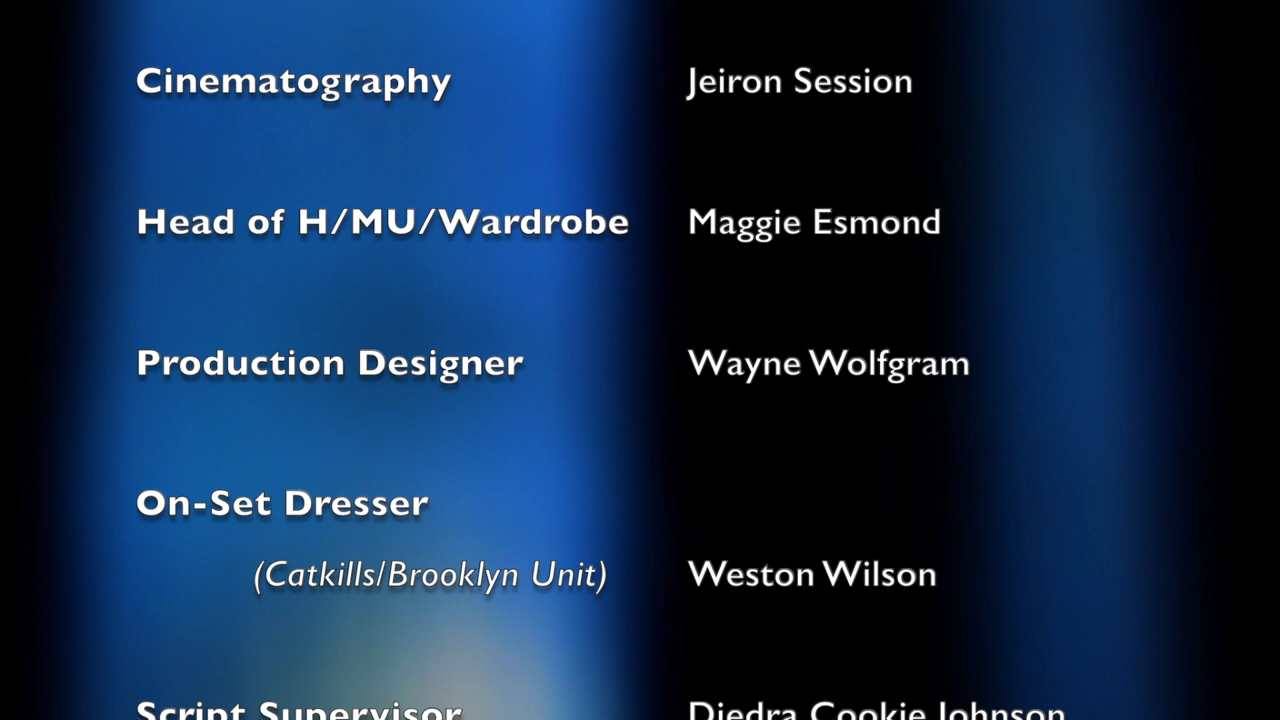 Cinematography Jeiron Session
Head of H/MU/Wardrobe Maggie Esmond
Production Designer Wayne Wolfgram
On-Set Dresser
(Catkills/Brooklyn Unit) Weston Wilson
Script Supervisor Diedra Cookie Johnson